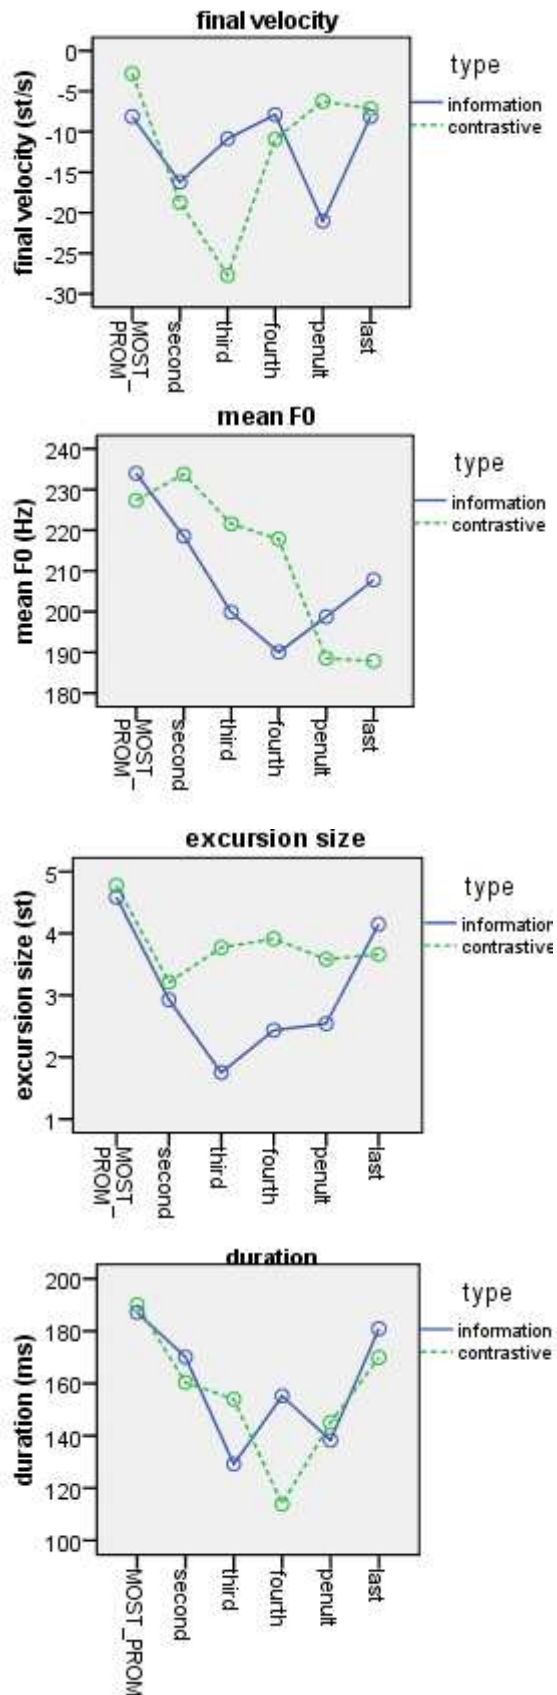 final velocity
final velocity (st/s)
0
-5
-10
-15
-20
-25
-30
MOST_
PROM_
second
third
fourth
penult
last
type
information
contrastive
mean F0
mean F0 (Hz)
240
230
220
210
200
190
180
MOST_
PROM_
second
third
fourth
penult
last
type
information
contrastive
excursion size
excursion size (st)
5
4
3
2
1
MOST_
PROM_
second
third
fourth
penult
last
type
information
contrastive
duration
duration (ms)
200
180
160
140
120
100
MOST_PROM
second
third
fourth
penult
last
type
information
contrastive